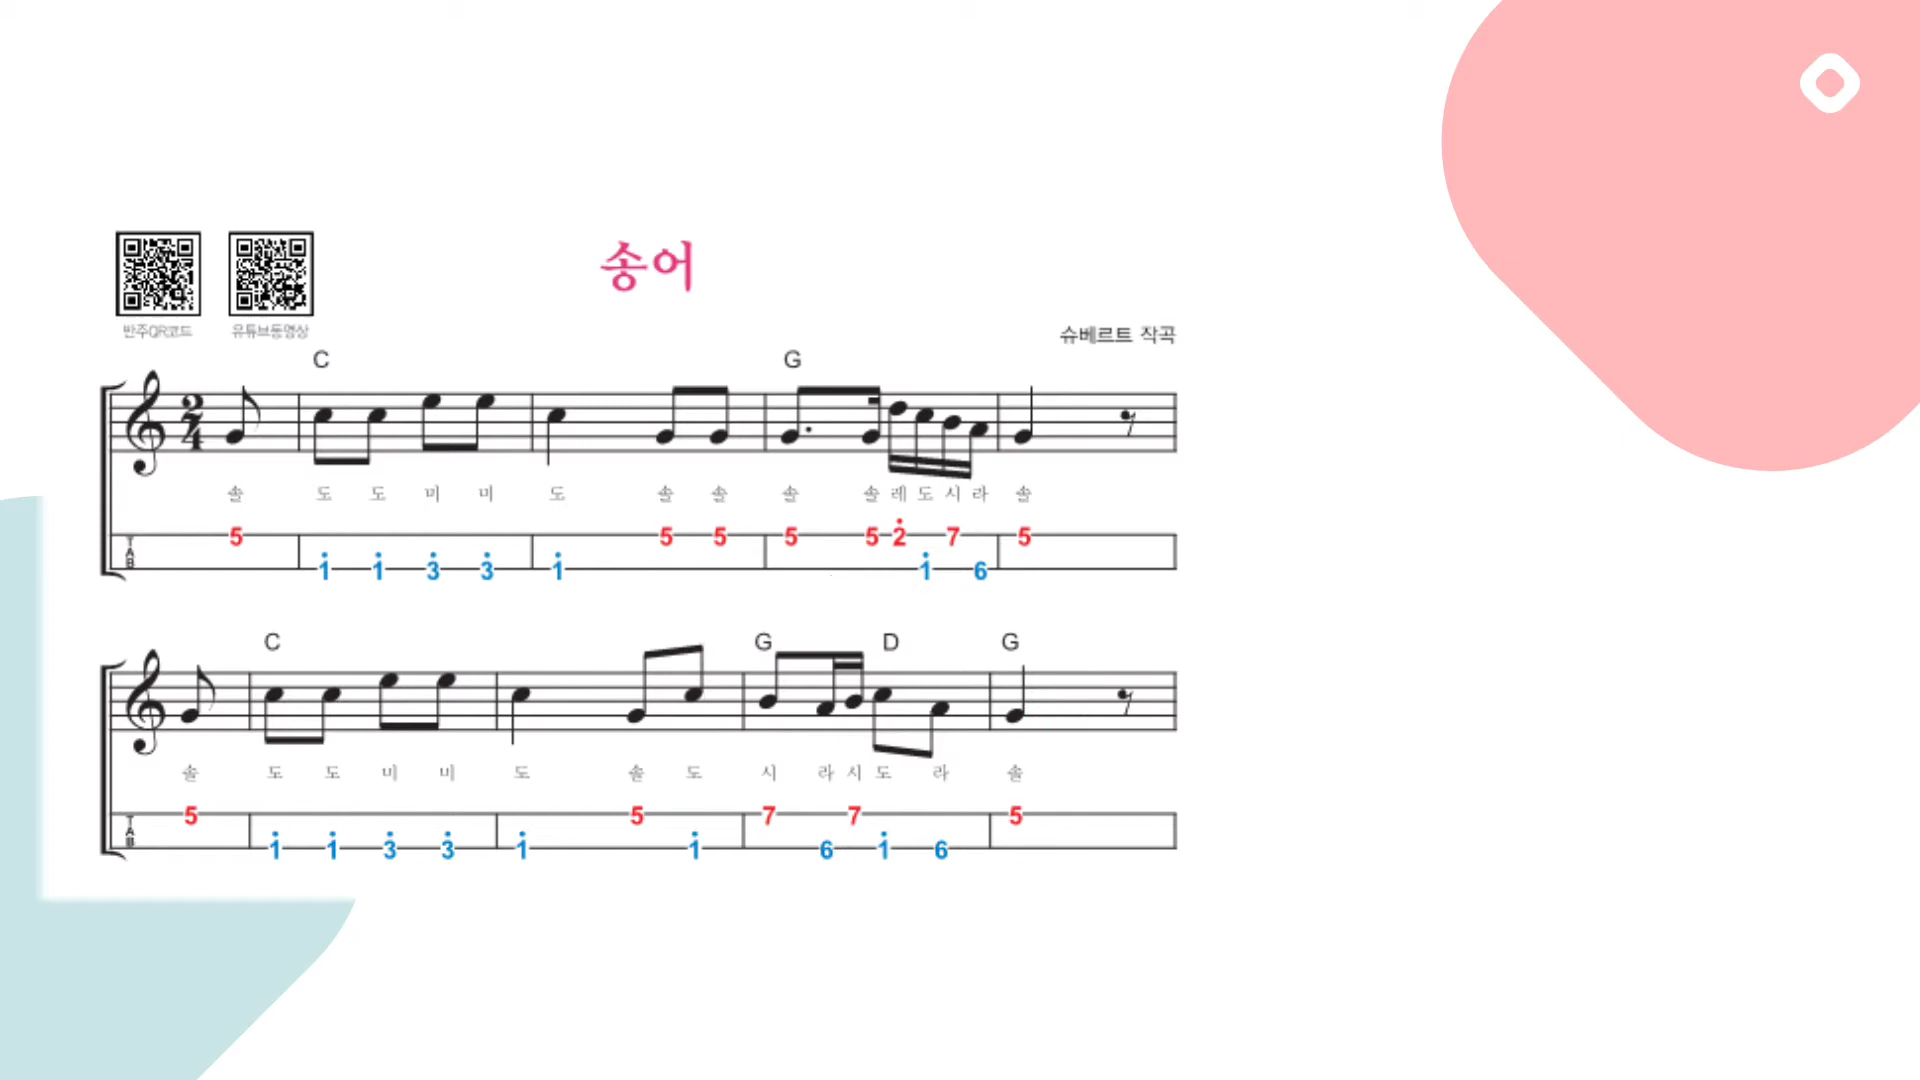 송어
반주QR코드 유튜브동영상
슈베르트 작곡
C G
2
4
솔 도 도 미 미 도 솔 솔 솔 솔 레 도 시 라 솔
TAB 5 1 1 3 3 1 5 5 5 5 2 1 7 6 5
C G D G
솔 도 도 미 미 도 솔 도 시 라 시 도 라 솔
TAB 5 1 1 3 3 1 5 1 7 6 7 1 6 5